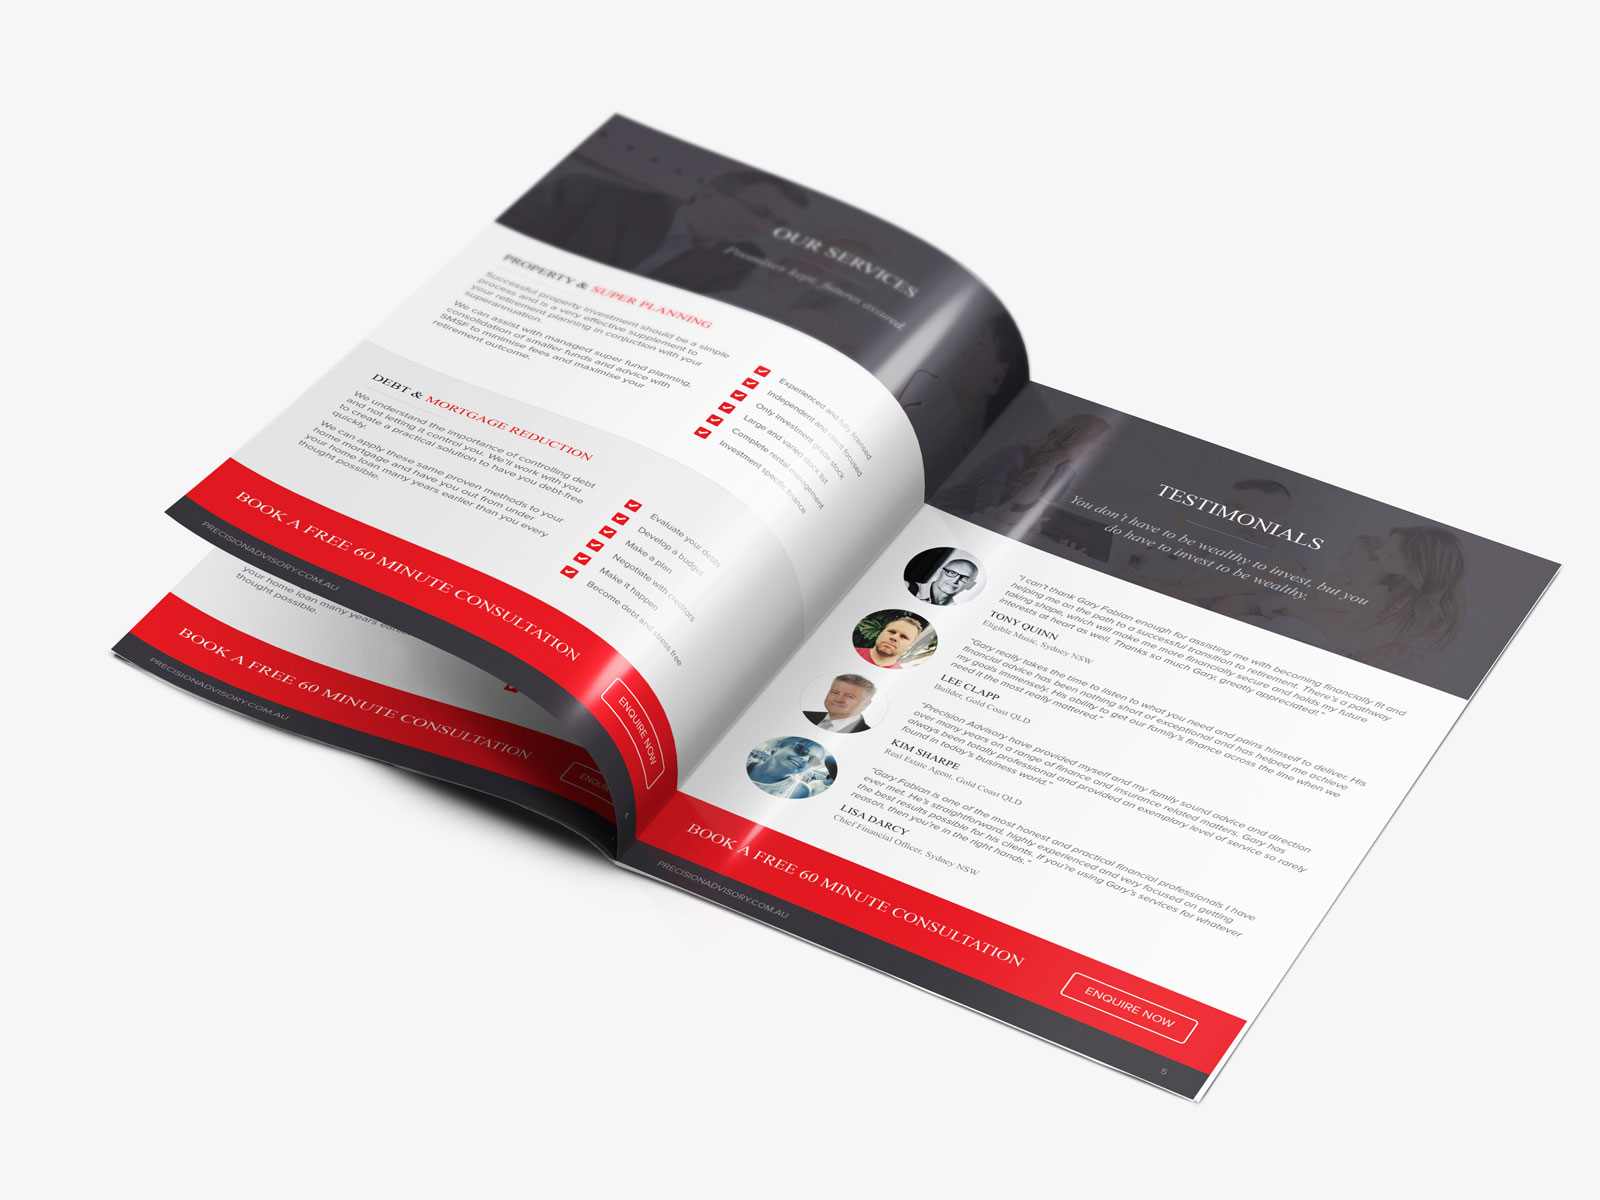 OUR SERVICES
Promises kept, futures assured.
PROPERTY & SUPER PLANNING
Successful property investment should be a simple
process and is a very effective supplement to
your retirement planning in conjuction with your
superannuation.
We can assist with managed super fund planning,
consolidation of smaller funds and advice with
SMSF to minimise fees and maximise your
retirement outcome.
Experienced and fully licensed
Independent and client focused
Only investment grade stock
Large and varied stock list
Complete rental management
Investment specific finance
DEBT & MORTGAGE REDUCTION
We understand the importance of controlling debt
and not letting it control you. We'll work with you
to create a practical solution to have you debt-free
quickly.
We can apply these same proven methods to your
home mortgage and have you out from under
your home loan many years earlier than you every
thought possible.
Evaluate your debts
Develop a budget
Make a plan
Negotiate with creditors
Make it happen
Become debt and stress free
BOOK A FREE 60 MINUTE CONSULTATION
ENQUIRE NOW
PRECISIONADVISORY.COM.AU
your home loan many years earlier
thought possible.
BOOK A FREE 60 MINUTE CONSULTATION
PRECISIONADVISORY.COM.AU
TESTIMONIALS
You don't have to be wealthy to invest, but you
do have to invest to be wealthy.
"I can't thank Gary Fabian enough for assisting me with becoming financially fit and
helping me on the path to a successful transition to retirement. There's a pathway
taking shape, which will make me more financially secure and holds my future
interests at heart as well. Thanks so much Gary, greatly appreciated!"
TONY QUINN
Eligible Music, Sydney NSW
"Gary really takes the time to listen to what you need and pains himself to deliver. His
financial advice has been nothing short of exceptional and has helped me achieve
my goals immensely. His ability to get our family's finance across the line when we
need it the most really mattered."
LEE CLAPP
Builder, Gold Coast QLD
"Precision Advisory have provided myself and my family sound advice and direction
over many years on a range of finance and insurance related matters. Gary has
always been totally professional and provided an exemplary level of service so rarely
found in today's business world."
KIM SHARPE
Real Estate Agent, Gold Coast QLD
"Gary Fabian is one of the most honest and practical financial professionals I have
ever met. He's straightforward, highly experienced and very focused on getting
the best results possible for his clients. If you're using Gary's services for whatever
reason, then you're in the right hands."
LISA DARCY
Chief Financial Officer, Sydney NSW
BOOK A FREE 60 MINUTE CONSULTATION
ENQUIRE NOW
PRECISIONADVISORY.COM.AU
5